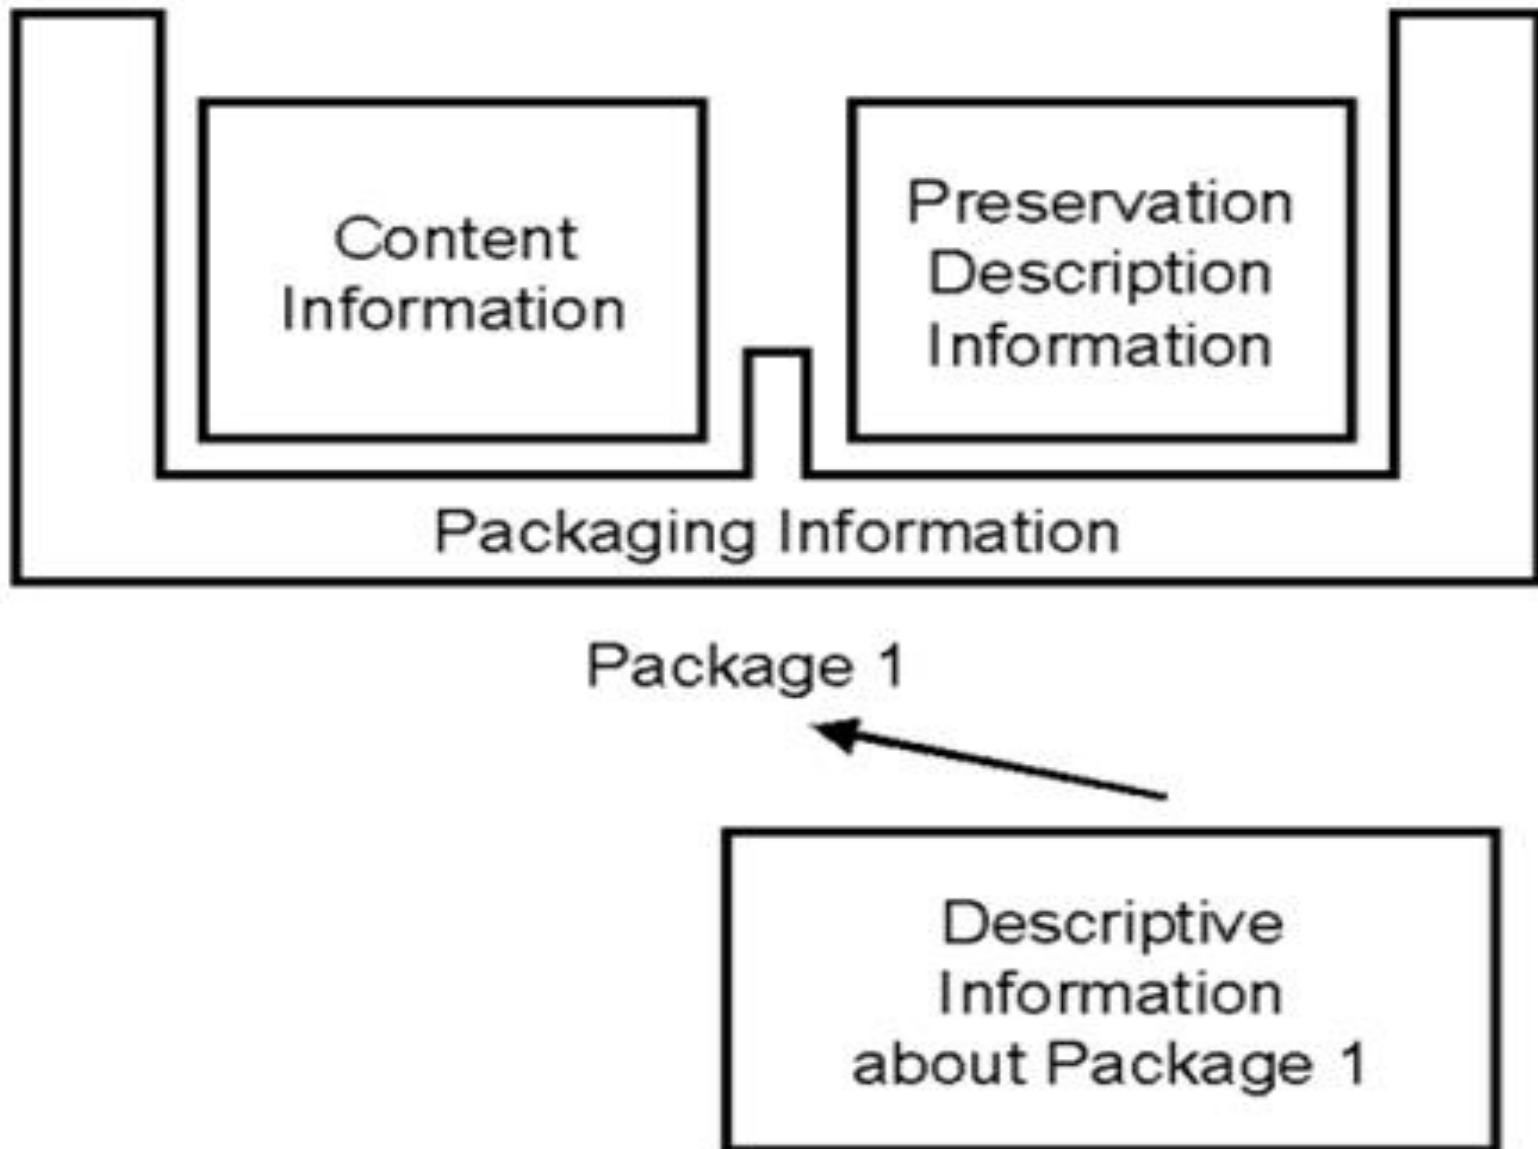 Content
Information
Preservation
Description
Information
Packaging Information
Package 1
Descriptive
Information
about Package 1